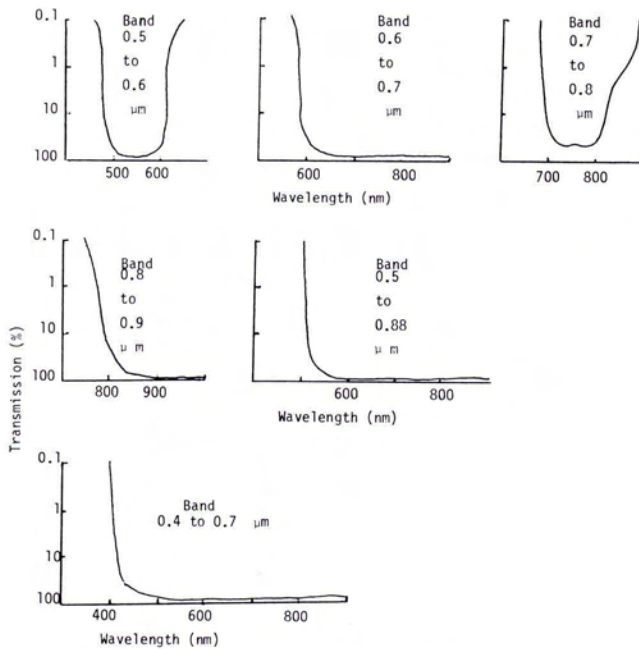 0.1
1
10
100
Band
0.5
to
0.6
μm
500 600
Band
0.6
to
0.7
μm
600 800
Band
0.7
to
0.8
μm
700 800
Wavelength (nm)
Transmission (%)
0.1
1
10
100
Band
0.8
to
0.9
μ m
800 900
Band
0.5
to
0.88
μ m
600 800
Wavelength (nm)
0.1
1
10
100
Band
0.4 to 0.7 μm
400 600 800
Wavelength (nm)